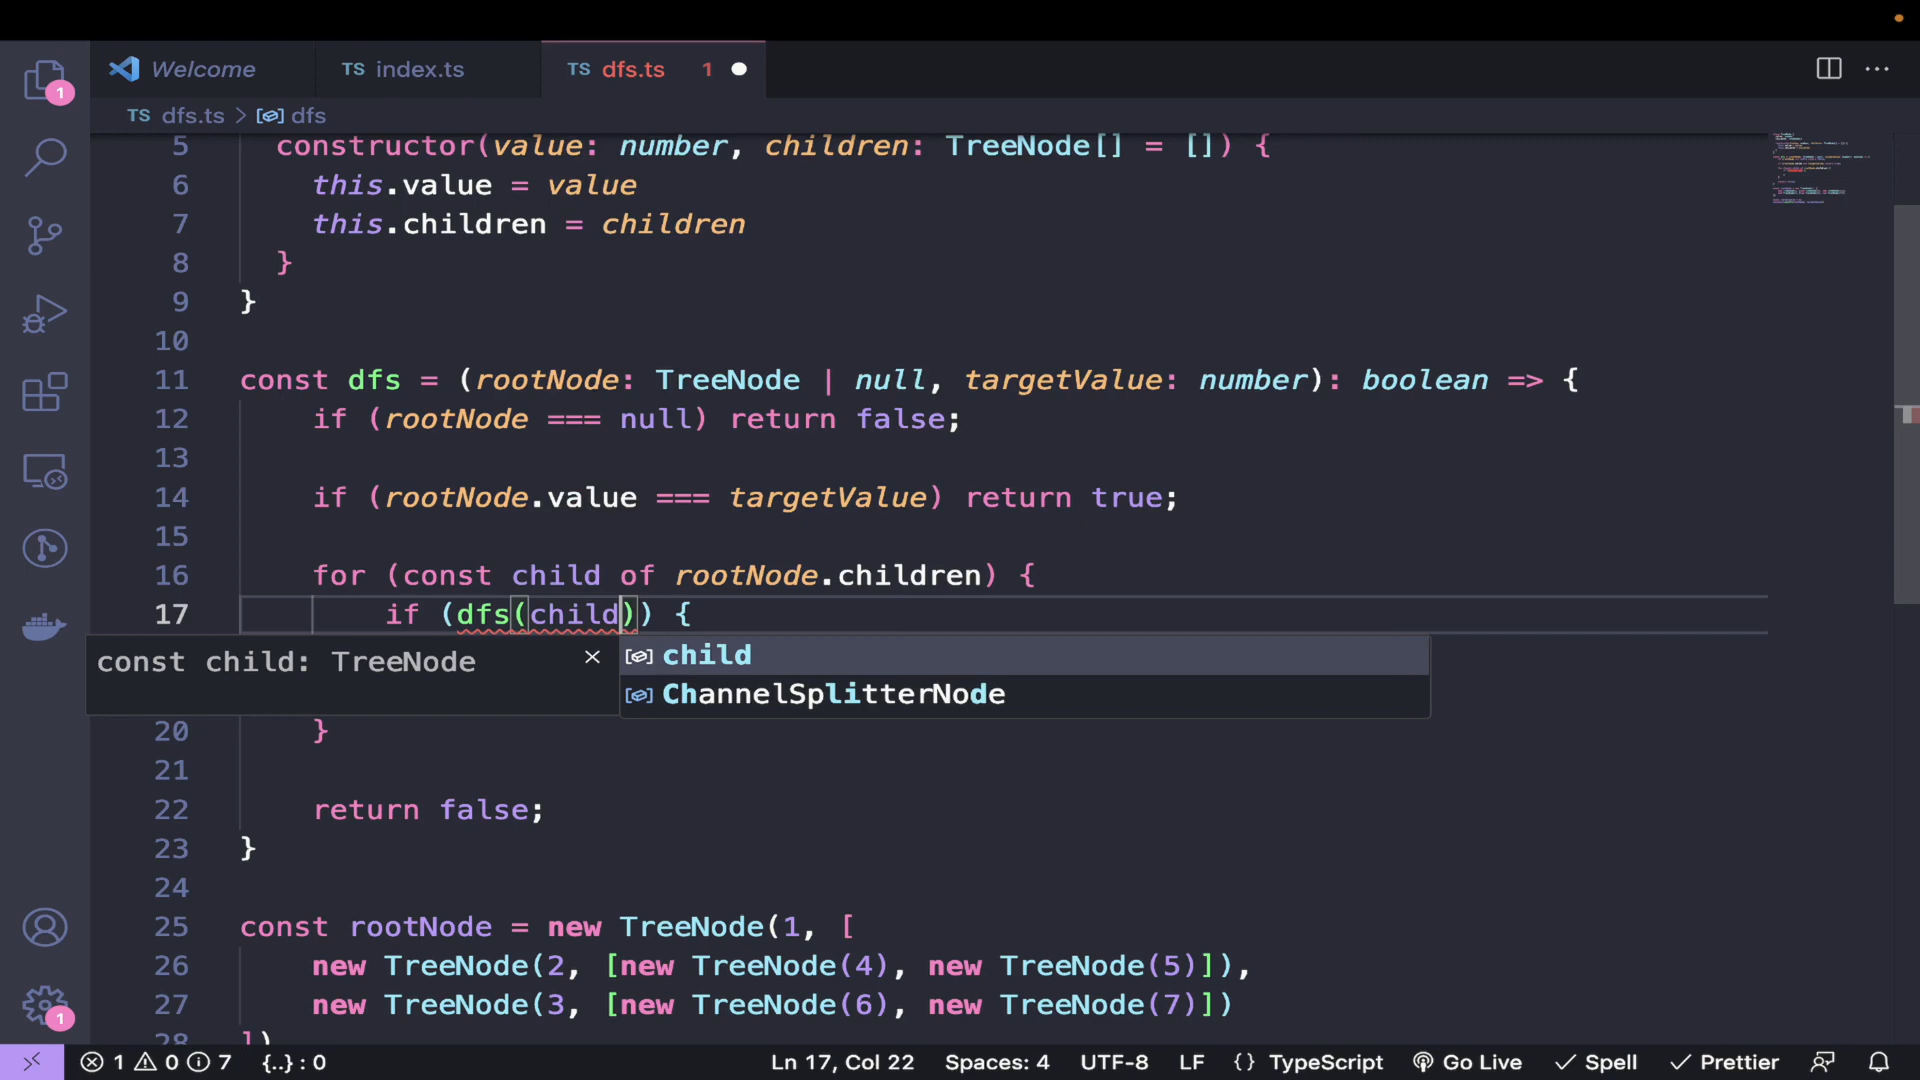 Welcome
TS index.ts
TS dfs.ts 1
1
TS dfs.ts > dfs
5 constructor(value: number, children: TreeNode[] = []) {
6 this.value = value
7 this.children = children
8 }
9 }
10
11 const dfs = (rootNode: TreeNode | null, targetValue: number): boolean => {
12 if (rootNode === null) return false;
13
14 if (rootNode.value === targetValue) return true;
15
16 for (const child of rootNode.children) {
17 if (dfs(child)) {
const child: TreeNode ×
child
ChannelSplitterNode
20 }
21
22 return false;
23 }
24
25 const rootNode = new TreeNode(1, [
26 new TreeNode(2, [new TreeNode(4), new TreeNode(5)]),
27 new TreeNode(3, [new TreeNode(6), new TreeNode(7)])
28 ])
1
1 0 7 {..} : 0 Ln 17, Col 22 Spaces: 4 UTF-8 LF {} TypeScript Go Live Spell Prettier